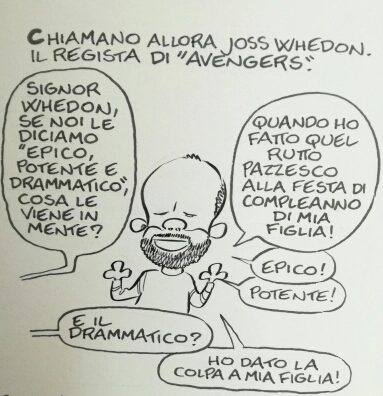 CHIAMANO ALLORA JOSS WHEDON.
IL REGISTA DI "AVENGERS".
SIGNOR
WHEDON,
SE NOI LE
DICIAMO
"EPICO,
POTENTE E
DRAMMATICO",
COSA LE
VIENE IN
MENTE?
QUANDO HO
FATTO QUEL
RUTTO
PAZZESCO
ALLA FESTA DI
COMPLEANNO
DI MIA
FIGLIA!
EPICO!
POTENTE!
E IL
DRAMMATICO?
HO DATO LA
COLPA A MIA FIGLIA!